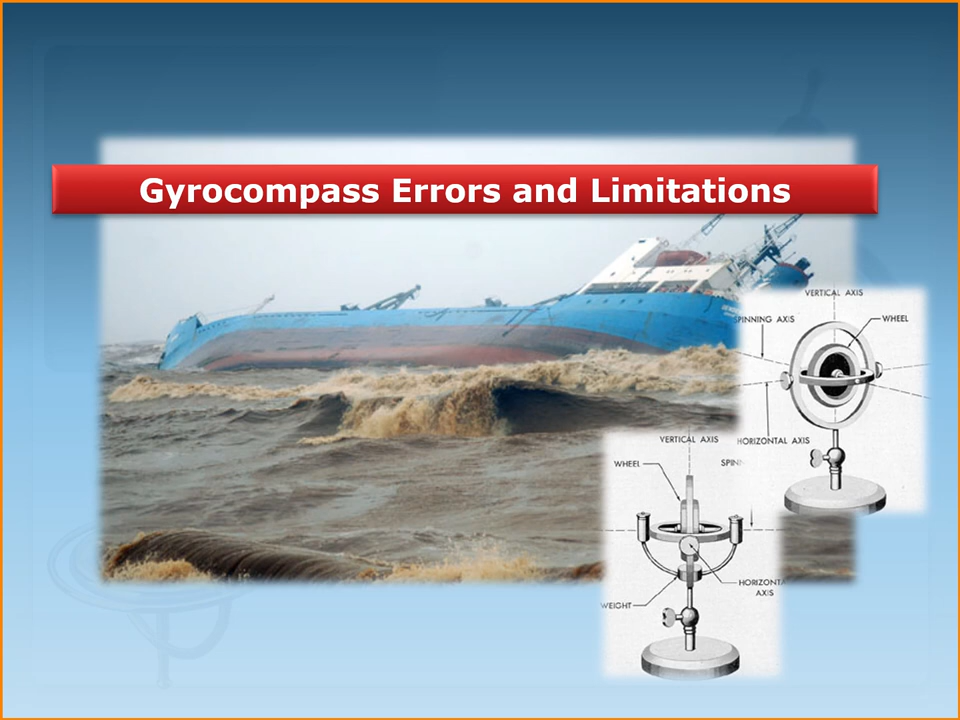 Gyrocompass Errors and Limitations
VERTICAL AXIS
SPINNING AXIS
WHEEL
HORIZONTAL AXIS
VERTICAL AXIS
WHEEL
SPINN
HORIZONTA
AXIS
WEIGHT